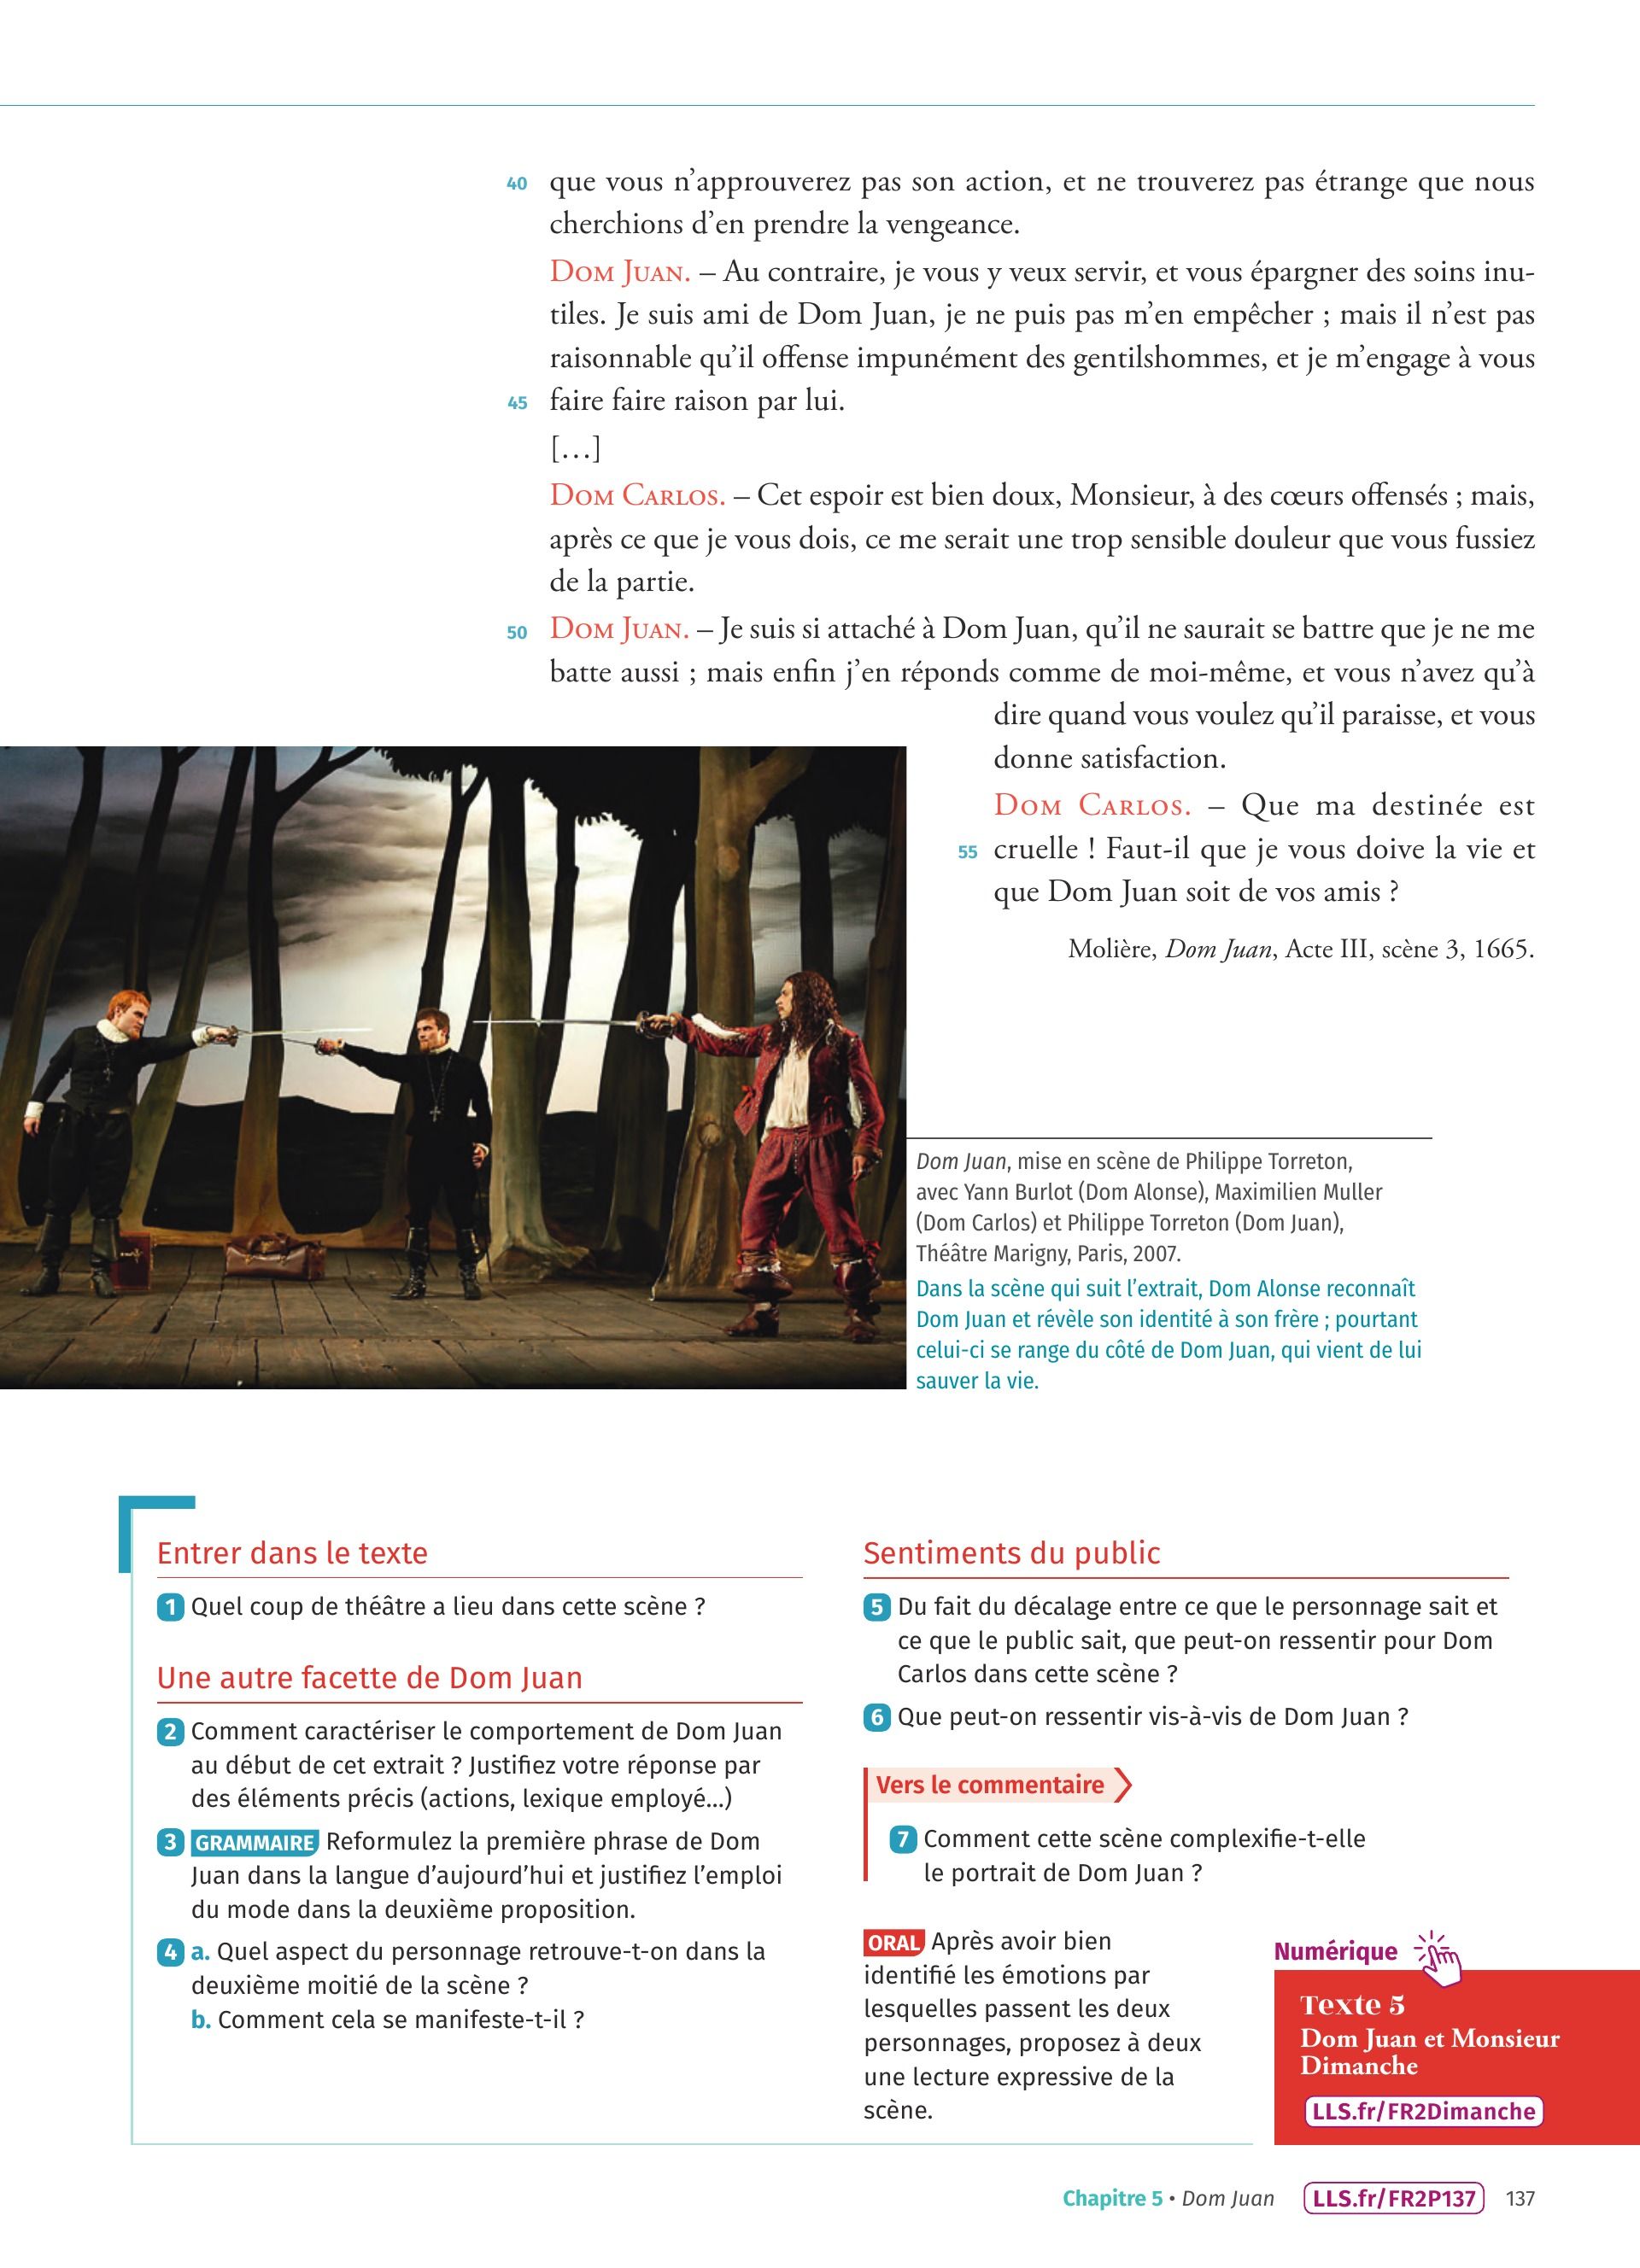 40 que vous n’approuverez pas son action, et ne trouverez pas étrange que nous
cherchions d’en prendre la vengeance.
Dom Juan. – Au contraire, je vous y veux servir, et vous épargner des soins inu-
tiles. Je suis ami de Dom Juan, je ne puis pas m’en empêcher ; mais il n’est pas
raisonnable qu’il offense impunément des gentilshommes, et je m’engage à vous
45 faire faire raison par lui.
[…]
Dom Carlos. – Cet espoir est bien doux, Monsieur, à des cœurs offensés ; mais,
après ce que je vous dois, ce me serait une trop sensible douleur que vous fussiez
de la partie.
50 Dom Juan. – Je suis si attaché à Dom Juan, qu’il ne saurait se battre que je ne me
batte aussi ; mais enfin j’en réponds comme de moi-même, et vous n’avez qu’à
dire quand vous voulez qu’il paraisse, et vous
donne satisfaction.
Dom Carlos. – Que ma destinée est
55 cruelle ! Faut-il que je vous doive la vie et
que Dom Juan soit de vos amis ?
Molière, Dom Juan, Acte III, scène 3, 1665.
Dom Juan, mise en scène de Philippe Torreton,
avec Yann Burlot (Dom Alonse), Maximilien Muller
(Dom Carlos) et Philippe Torreton (Dom Juan),
Théâtre Marigny, Paris, 2007.
Dans la scène qui suit l’extrait, Dom Alonse reconnaît
Dom Juan et révèle son identité à son frère ; pourtant
celui-ci se range du côté de Dom Juan, qui vient de lui
sauver la vie.
Entrer dans le texte
1 Quel coup de théâtre a lieu dans cette scène ?
Une autre facette de Dom Juan
2 Comment caractériser le comportement de Dom Juan
au début de cet extrait ? Justifiez votre réponse par
des éléments précis (actions, lexique employé…)
3 GRAMMAIRE Reformulez la première phrase de Dom
Juan dans la langue d’aujourd’hui et justifiez l’emploi
du mode dans la deuxième proposition.
4 a. Quel aspect du personnage retrouve-t-on dans la
deuxième moitié de la scène ?
b. Comment cela se manifeste-t-il ?
Sentiments du public
5 Du fait du décalage entre ce que le personnage sait et
ce que le public sait, que peut-on ressentir pour Dom
Carlos dans cette scène ?
6 Que peut-on ressentir vis-à-vis de Dom Juan ?
Vers le commentaire
7 Comment cette scène complexifie-t-elle
le portrait de Dom Juan ?
ORAL Après avoir bien
identifié les émotions par
lesquelles passent les deux
personnages, proposez à deux
une lecture expressive de la
scène.
Numérique
Texte 5
Dom Juan et Monsieur
Dimanche
LLS.fr/FR2Dimanche
Chapitre 5 • Dom Juan LLS.fr/FR2P137 137